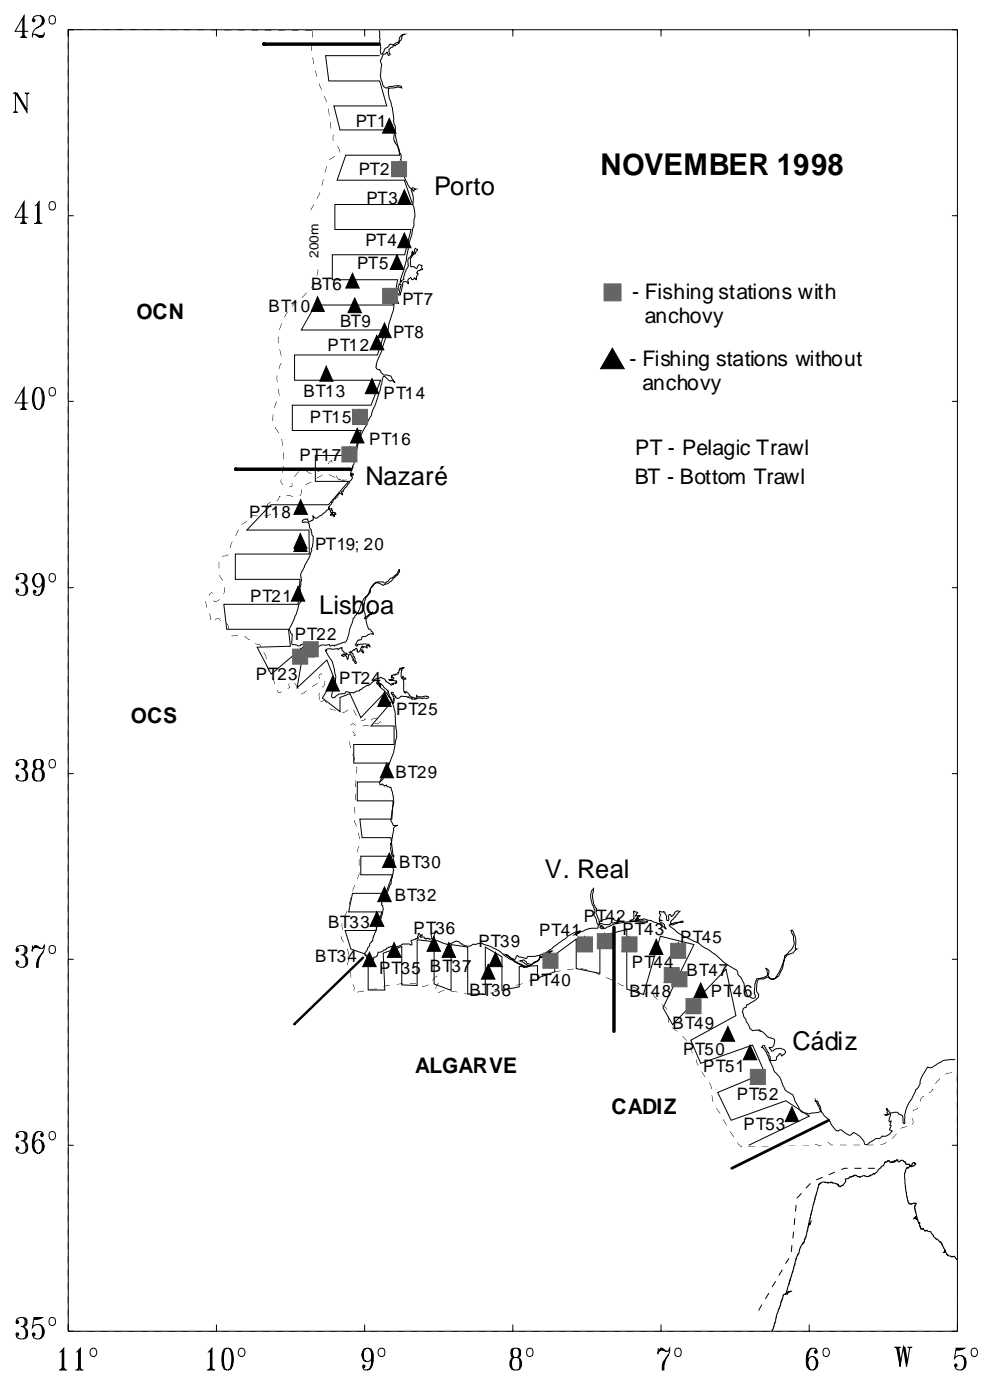 42°
N
NOVEMBER 1998
PT1
PT2
Porto
PT3
41°
PT4
200m
PT5
BT6
- Fishing stations with
anchovy
PT7
BT10
OCN
BT9
PT8
PT12
- Fishing stations without
anchovy
BT13
PT14
40°
PT15
PT16
PT - Pelagic Trawl
PT17
Nazaré
BT - Bottom Trawl
PT18
PT19; 20
39°
PT21
Lisboa
PT22
PT23
PT24
PT25
OCS
38°
BT29
BT30
V. Real
BT32
BT33
PT36
PT41
PT42
PT43
PT45
37°
BT34
PT35
BT37
PT39
PT44
BT47
PT40
BT38
BT48
PT46
BT49
PT50
Cádiz
PT51
ALGARVE
PT52
CADIZ
PT53
36°
35°
11°
10°
9°
8°
7°
W
6°
5°